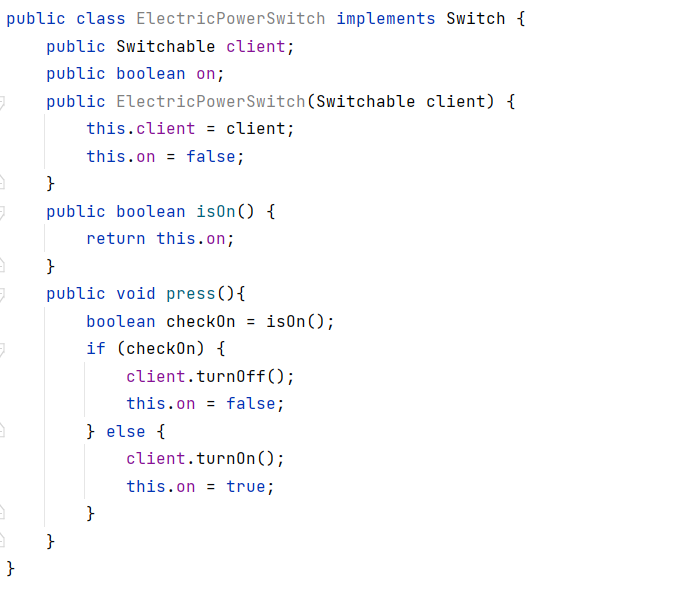 public class ElectricPowerSwitch implements Switch {
    public Switchable client;
    public boolean on;
    public ElectricPowerSwitch(Switchable client) {
        this.client = client;
        this.on = false;
    }
    public boolean isOn() {
        return this.on;
    }
    public void press(){
        boolean checkOn = isOn();
        if (checkOn) {
            client.turnOff();
            this.on = false;
        } else {
            client.turnOn();
            this.on = true;
        }
    }
}